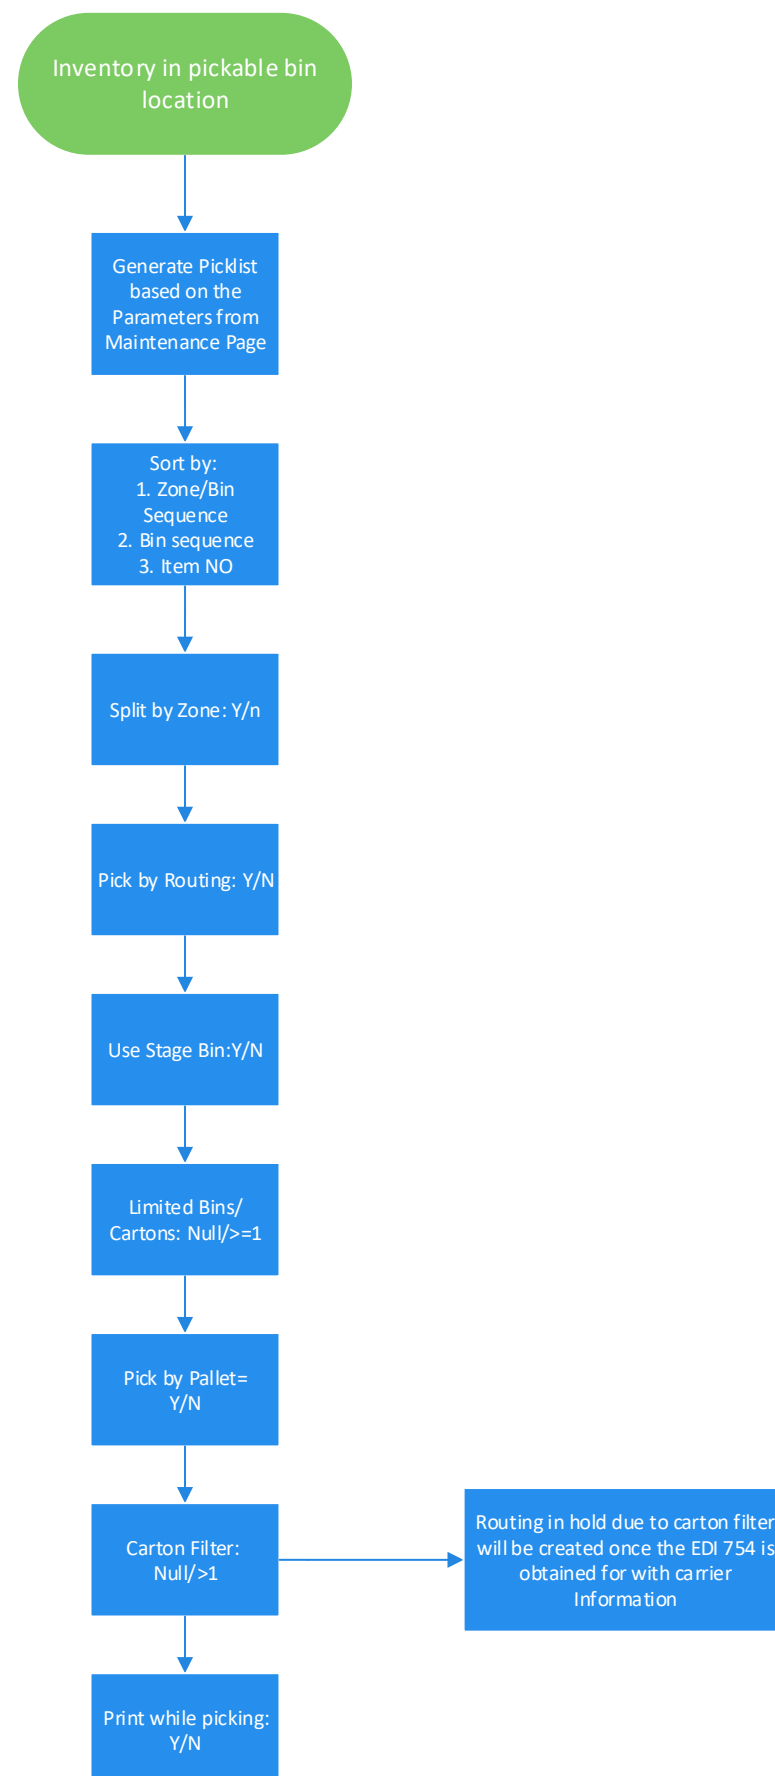 Inventory in pickable bin
location
Generate Picklist
based on the
Parameters from
Maintenance Page
Sort by:
1. Zone/Bin
Sequence
2. Bin sequence
3. Item NO
Split by Zone: Y/n
Pick by Routing: Y/N
Use Stage Bin:Y/N
Limited Bins/
Cartons: Null/>=1
Pick by Pallet=
Y/N
Carton Filter:
Null/>1
Routing in hold due to carton filter
will be created once the EDI 754 is
obtained for with carrier
Information
Print while picking:
Y/N